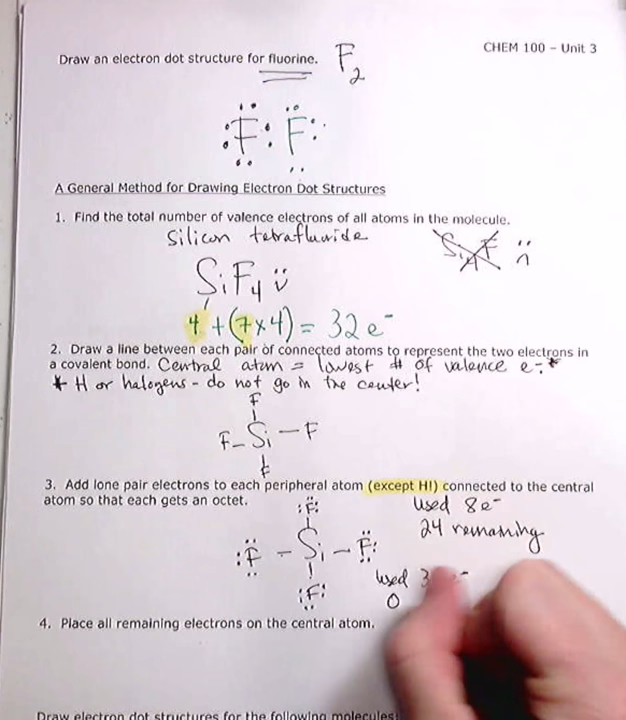 CHEM 100 – Unit 3
Draw an electron dot structure for fluorine. F2
F F
A General Method for Drawing Electron Dot Structures
1. Find the total number of valence electrons of all atoms in the molecule.
Silicon tetrafluoride
SiF4
4 + (7x4) = 32 e-
2. Draw a line between each pair of connected atoms to represent the two electrons in
a covalent bond. Central atom = lowest # of valence e-. *
* H or halogens - do not go in the center!
F
F - Si - F
F
3. Add lone pair electrons to each peripheral atom (except H!) connected to the central
atom so that each gets an octet. used 8e-
24 remaining
:F:
:F - Si - F:
:F:
used 3
0
4. Place all remaining electrons on the central atom.
Draw electron dot structures for the following molecules: